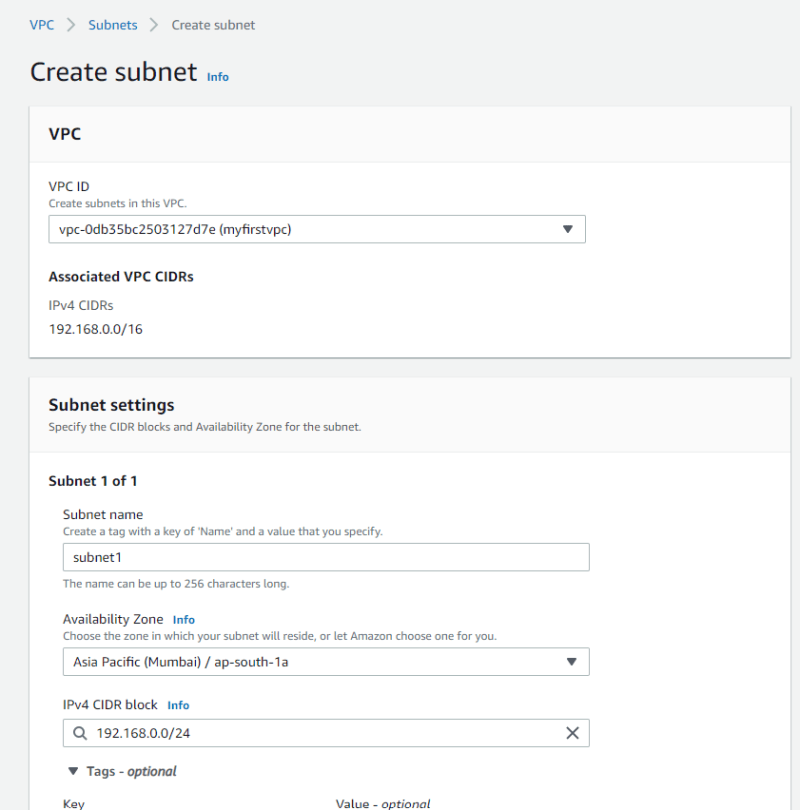 VPC > Subnets > Create subnet
Create subnet Info
VPC
VPC ID
Create subnets in this VPC.
vpc-0db35bc2503127d7e (myfirstvpc)
Associated VPC CIDRs
IPv4 CIDRs
192.168.0.0/16
Subnet settings
Specify the CIDR blocks and Availability Zone for the subnet.
Subnet 1 of 1
Subnet name
Create a tag with a key of 'Name' and a value that you specify.
subnet1
The name can be up to 256 characters long.
Availability Zone Info
Choose the zone in which your subnet will reside, or let Amazon choose one for you.
Asia Pacific (Mumbai) / ap-south-1a
IPv4 CIDR block Info
192.168.0.0/24
Tags - optional
Key Value - optional